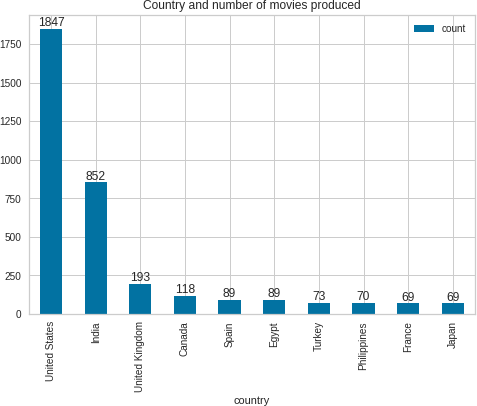 Country and number of movies produced
count
1750
1500
1250
1000
750
500
250
0
1847
852
193
118
89
89
73
70
69
69
United States
India
United Kingdom
Canada
Spain
Egypt
Turkey
Philippines
France
Japan
country